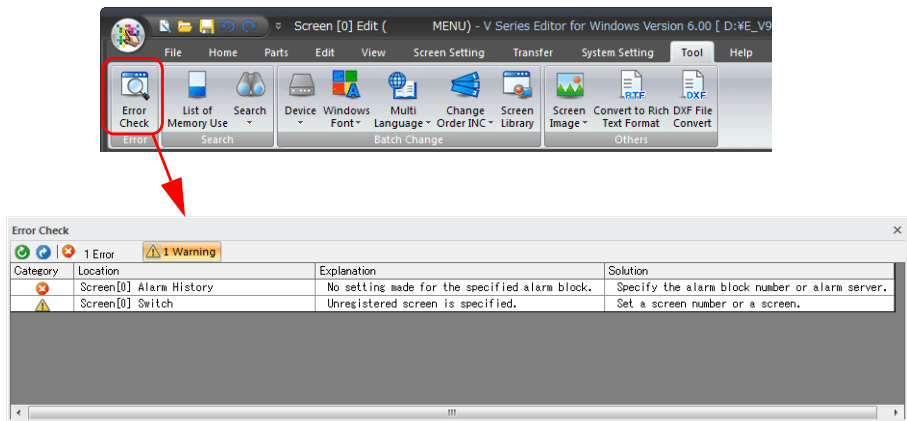 Screen [0] Edit ( MENU) - V Series Editor for Windows Version 6.00 [ D:¥E_V9
File Home Parts Edit View Screen Setting Transfer System Setting Tool Help
Error Check
List of Memory Use
Search
Device
Windows Font
Multi Language
Change Order INC
Screen Library
Screen Image
Convert to Rich Text Format
DXF File Convert
RTF
DXF
Error Search Batch Change Others
Error Check
1 Error 1 Warning
Category Location Explanation Solution
Screen[0] Alarm History No setting made for the specified alarm block. Specify the alarm block number or alarm server.
Screen[0] Switch Unregistered screen is specified. Set a screen number or a screen.